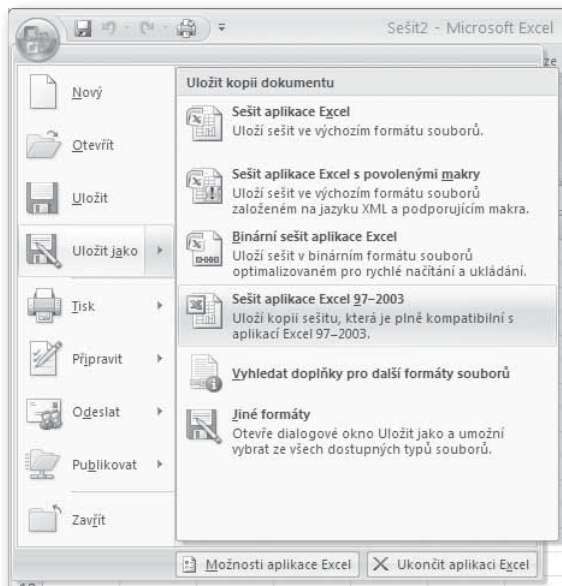 Sešit2 - Microsoft Excel
ze
Nový
Otevřít
Uložit
Uložit jako
Tisk
Připravit
Odeslat
Publikovat
Zavřít
Uložit kopii dokumentu
Sešit aplikace Excel
Uloží sešit ve výchozím formátu souborů.
Sešit aplikace Excel s povolenými makry
Uloží sešit ve výchozím formátu souborů
založeném na jazyku XML a podporujícím makra.
Binární sešit aplikace Excel
Uloží sešit v binárním formátu souborů
optimalizovaném pro rychlé načítání a ukládání.
Sešit aplikace Excel 97–2003
Uloží kopii sešitu, která je plně kompatibilní s
aplikací Excel 97–2003.
Vyhledat doplňky pro další formáty souborů
Jiné formáty
Otevře dialogové okno Uložit jako a umožní
vybrat ze všech dostupných typů souborů.
Možnosti aplikace Excel
Ukončit aplikaci Excel